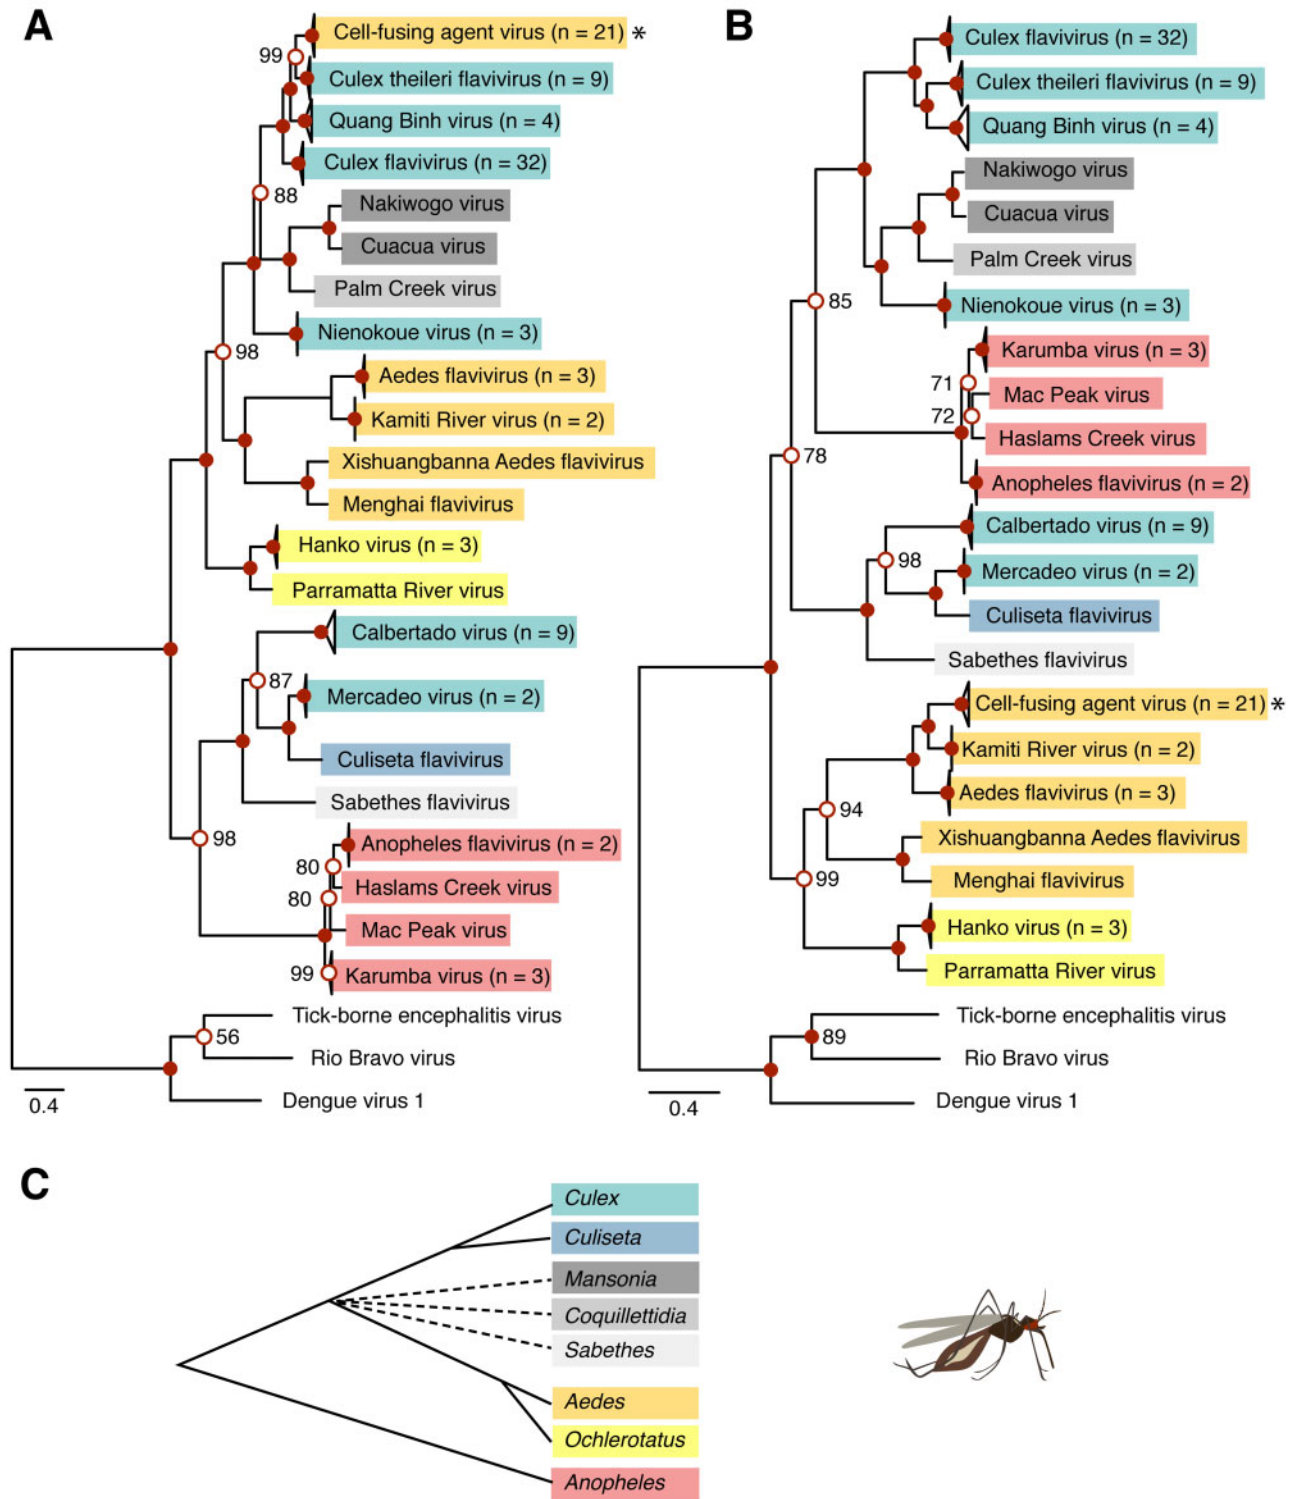 A
Cell-fusing agent virus (n = 21) *
99
Culex theileri flavivirus (n = 9)
Quang Binh virus (n = 4)
Culex flavivirus (n = 32)
88
Nakiwogo virus
Cuacua virus
Palm Creek virus
Nienokoue virus (n = 3)
98
Aedes flavivirus (n = 3)
Kamiti River virus (n = 2)
Xishuangbanna Aedes flavivirus
Menghai flavivirus
Hanko virus (n = 3)
Parramatta River virus
Calbertado virus (n = 9)
87
Mercadeo virus (n = 2)
Culiseta flavivirus
Sabethes flavivirus
98
Anopheles flavivirus (n = 2)
80
Haslams Creek virus
80
Mac Peak virus
99
Karumba virus (n = 3)
Tick-borne encephalitis virus
56
Rio Bravo virus
Dengue virus 1
0.4
B
Culex flavivirus (n = 32)
Culex theileri flavivirus (n = 9)
Quang Binh virus (n = 4)
Nakiwogo virus
Cuacua virus
Palm Creek virus
85
Nienokoue virus (n = 3)
Karumba virus (n = 3)
71
Mac Peak virus
72
Haslams Creek virus
78
Anopheles flavivirus (n = 2)
Calbertado virus (n = 9)
98
Mercadeo virus (n = 2)
Culiseta flavivirus
Sabethes flavivirus
Cell-fusing agent virus (n = 21) *
Kamiti River virus (n = 2)
Aedes flavivirus (n = 3)
94
Xishuangbanna Aedes flavivirus
99
Menghai flavivirus
Hanko virus (n = 3)
Parramatta River virus
Tick-borne encephalitis virus
89
Rio Bravo virus
Dengue virus 1
0.4
C
Culex
Culiseta
Mansonia
Coquillettidia
Sabethes
Aedes
Ochlerotatus
Anopheles